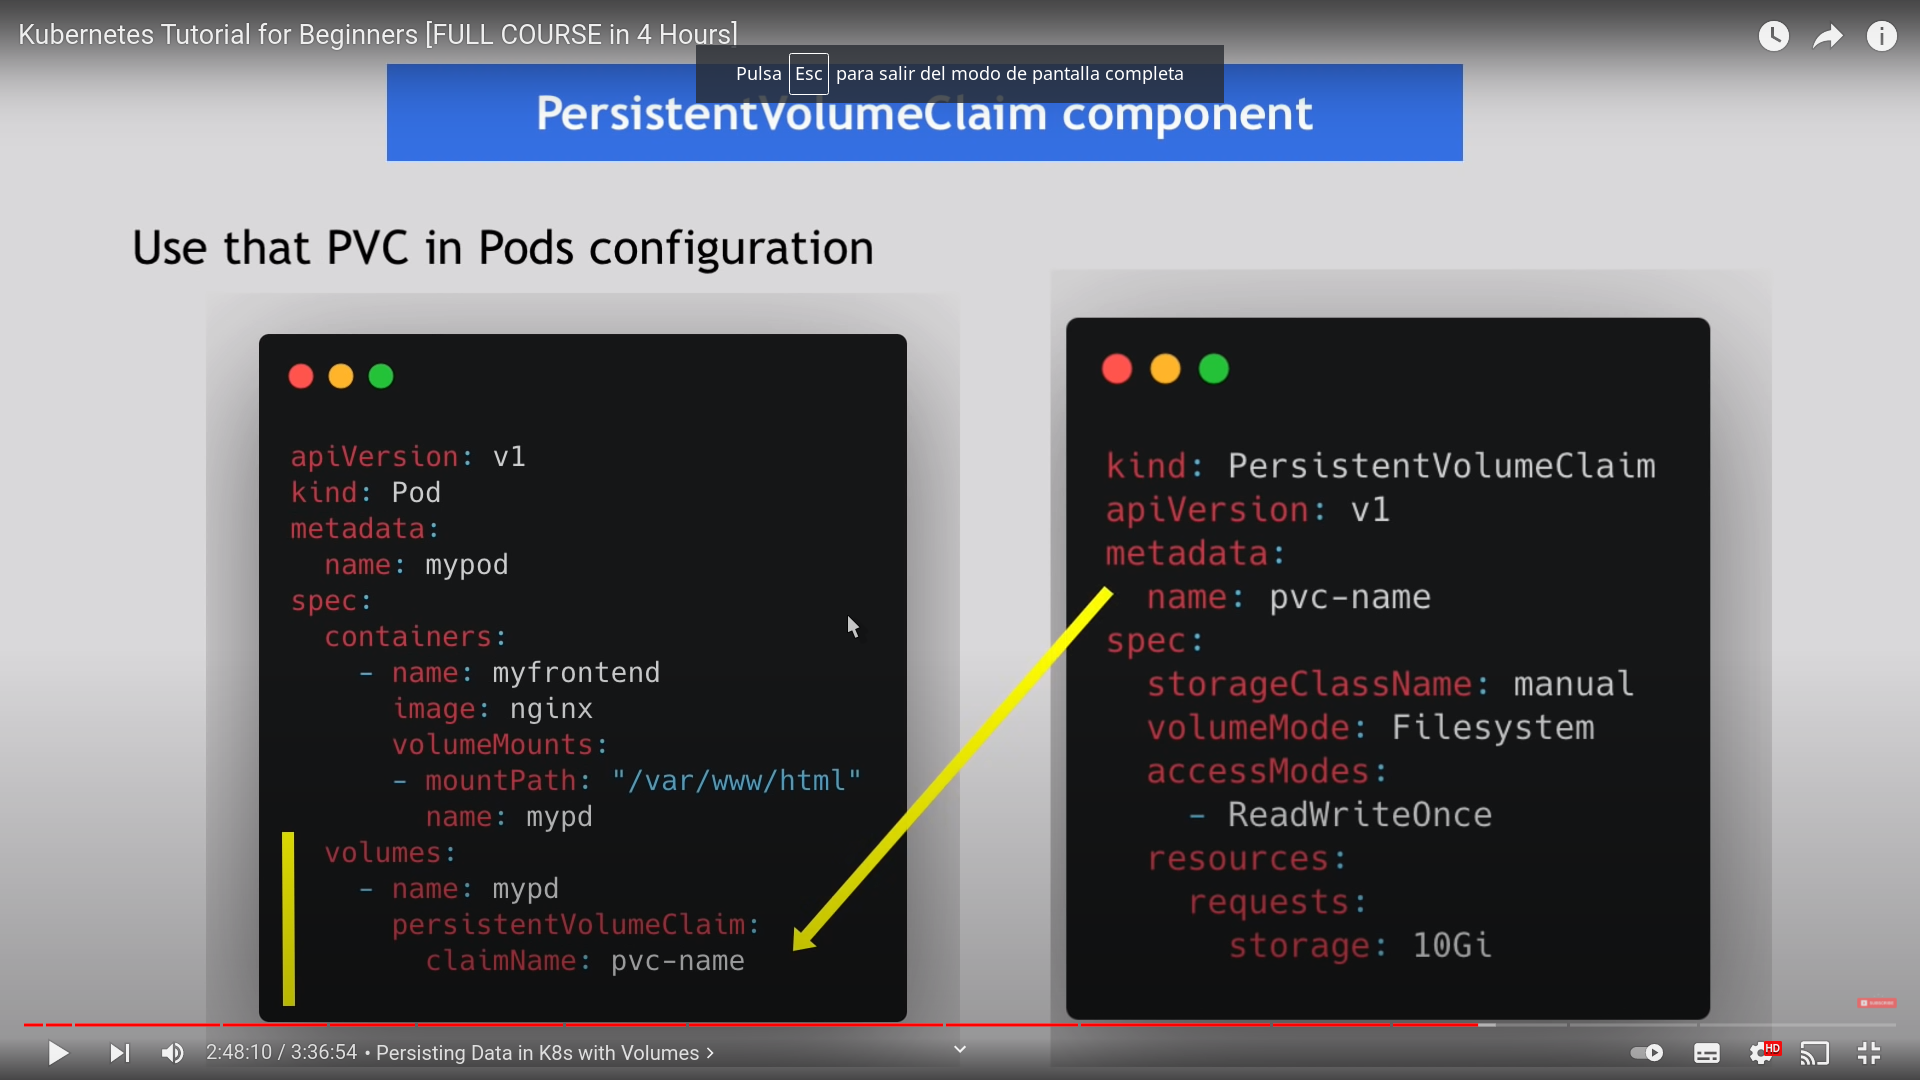 Kubernetes Tutorial for Beginners [FULL COURSE in 4 Hours]
Pulsa Esc para salir del modo de pantalla completa
PersistentVolumeClaim component
Use that PVC in Pods configuration
apiVersion: v1
kind: Pod
metadata:
  name: mypod
spec:
  containers:
    - name: myfrontend
      image: nginx
      volumeMounts:
      - mountPath: "/var/www/html"
        name: mypd
  volumes:
    - name: mypd
      persistentVolumeClaim:
        claimName: pvc-name
kind: PersistentVolumeClaim
apiVersion: v1
metadata:
  name: pvc-name
spec:
  storageClassName: manual
  volumeMode: Filesystem
  accessModes:
    - ReadWriteOnce
  resources:
    requests:
      storage: 10Gi
SUBSCRIBE
2:48:10 / 3:36:54 • Persisting Data in K8s with Volumes >
HD